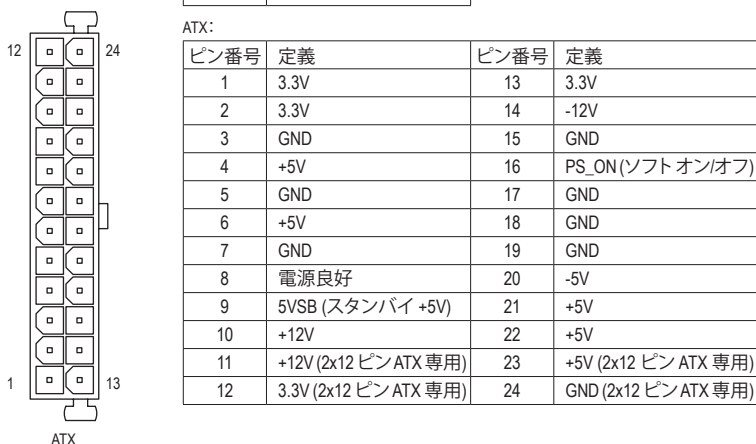 ATX：
12 24
1 13
ATX
ピン番号 定義 ピン番号 定義
1 3.3V 13 3.3V
2 3.3V 14 -12V
3 GND 15 GND
4 +5V 16 PS_ON (ソフト オン/オフ)
5 GND 17 GND
6 +5V 18 GND
7 GND 19 GND
8 電源良好 20 -5V
9 5VSB (スタンバイ +5V) 21 +5V
10 +12V 22 +5V
11 +12V (2x12 ピン ATX 専用) 23 +5V (2x12 ピン ATX 専用)
12 3.3V (2x12 ピン ATX 専用) 24 GND (2x12 ピン ATX 専用)